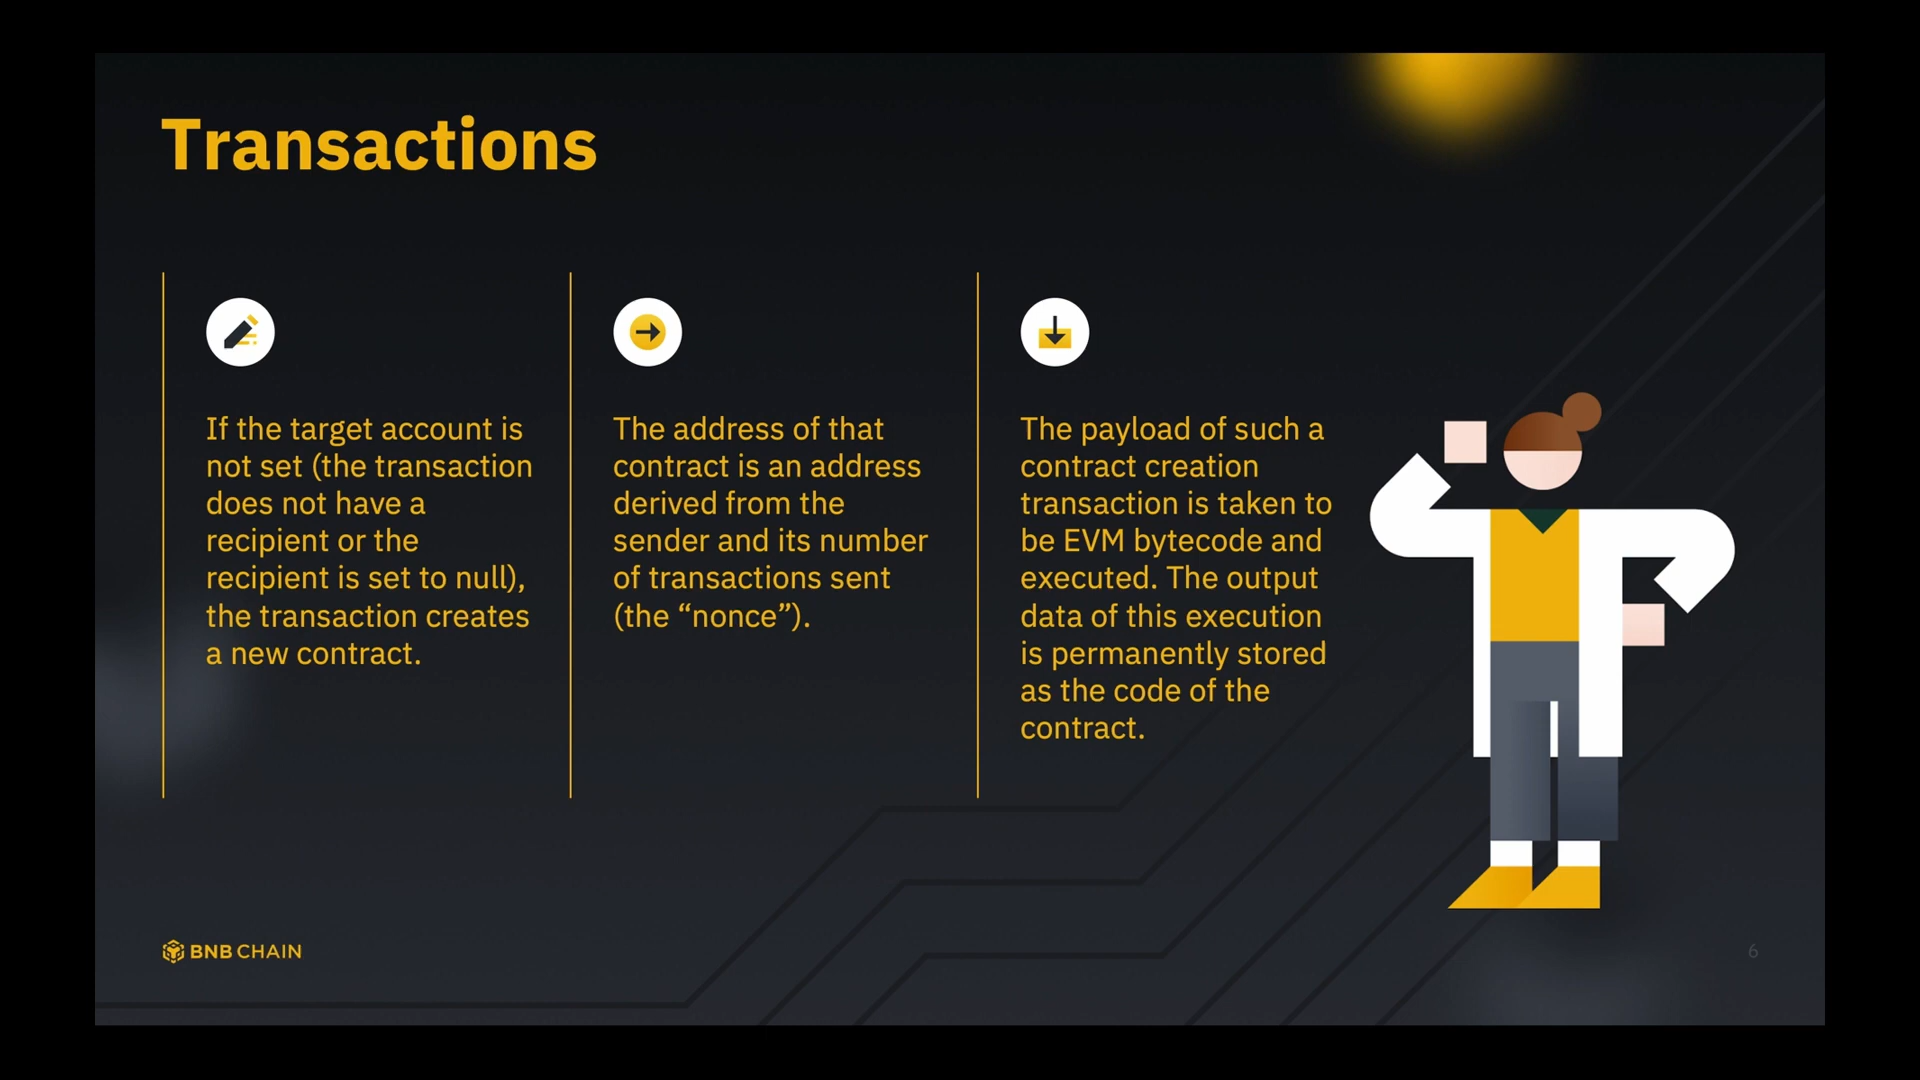 Transactions
If the target account is
not set (the transaction
does not have a
recipient or the
recipient is set to null),
the transaction creates
a new contract.
The address of that
contract is an address
derived from the
sender and its number
of transactions sent
(the “nonce”).
The payload of such a
contract creation
transaction is taken to
be EVM bytecode and
executed. The output
data of this execution
is permanently stored
as the code of the
contract.
BNB CHAIN
6